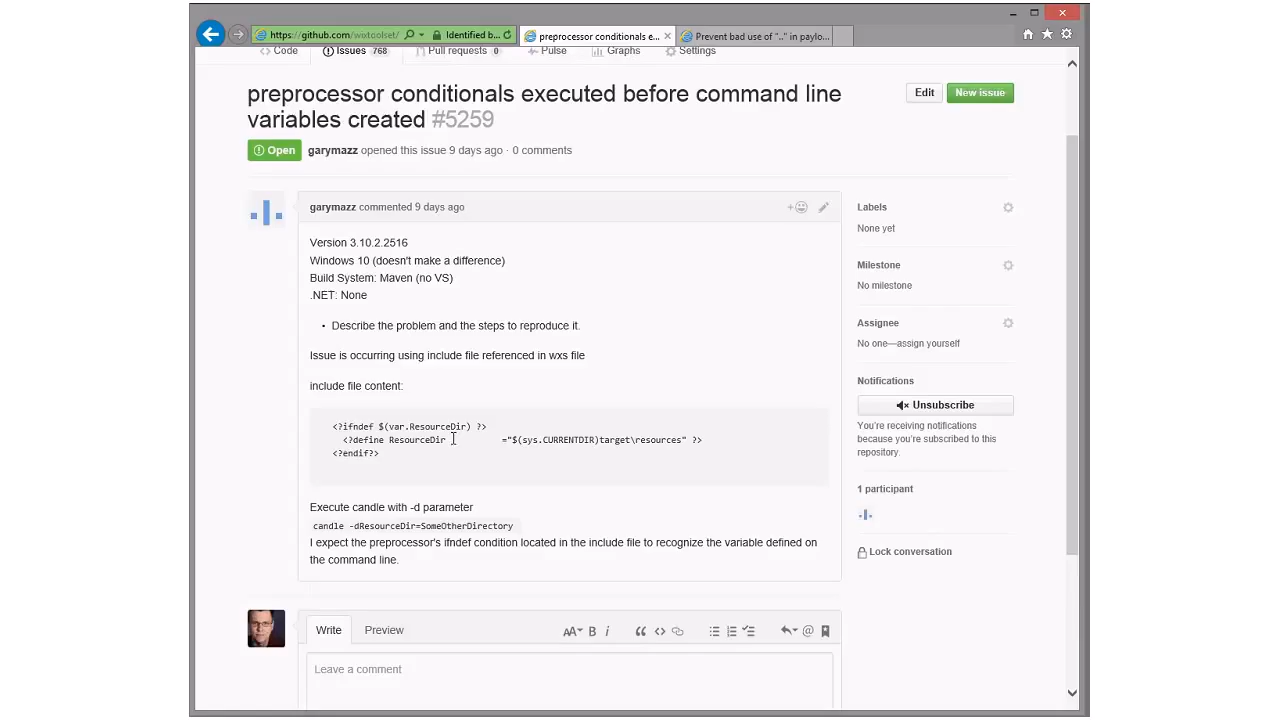 https://github.com/wixtoolset/
Identified b...
preprocessor conditionals e...
Prevent bad use of ".." in paylo...
Code
Issues 768
Pull requests 0
Pulse
Graphs
Settings
preprocessor conditionals executed before command line
variables created #5259
Edit
New issue
Open
garymazz opened this issue 9 days ago · 0 comments
garymazz commented 9 days ago
Version 3.10.2.2516
Windows 10 (doesn't make a difference)
Build System: Maven (no VS)
.NET: None
• Describe the problem and the steps to reproduce it.
Issue is occurring using include file referenced in wxs file
include file content:
<?ifndef $(var.ResourceDir) ?>
<?define ResourceDir ="$(sys.CURRENTDIR)target\resources" ?>
<?endif?>
Execute candle with -d parameter
candle -dResourceDir=SomeOtherDirectory
I expect the preprocessor's ifndef condition located in the include file to recognize the variable defined on
the command line.
Labels
None yet
Milestone
No milestone
Assignee
No one—assign yourself
Notifications
Unsubscribe
You're receiving notifications
because you're subscribed to this
repository.
1 participant
Lock conversation
Write
Preview
AA
B
i
Leave a comment